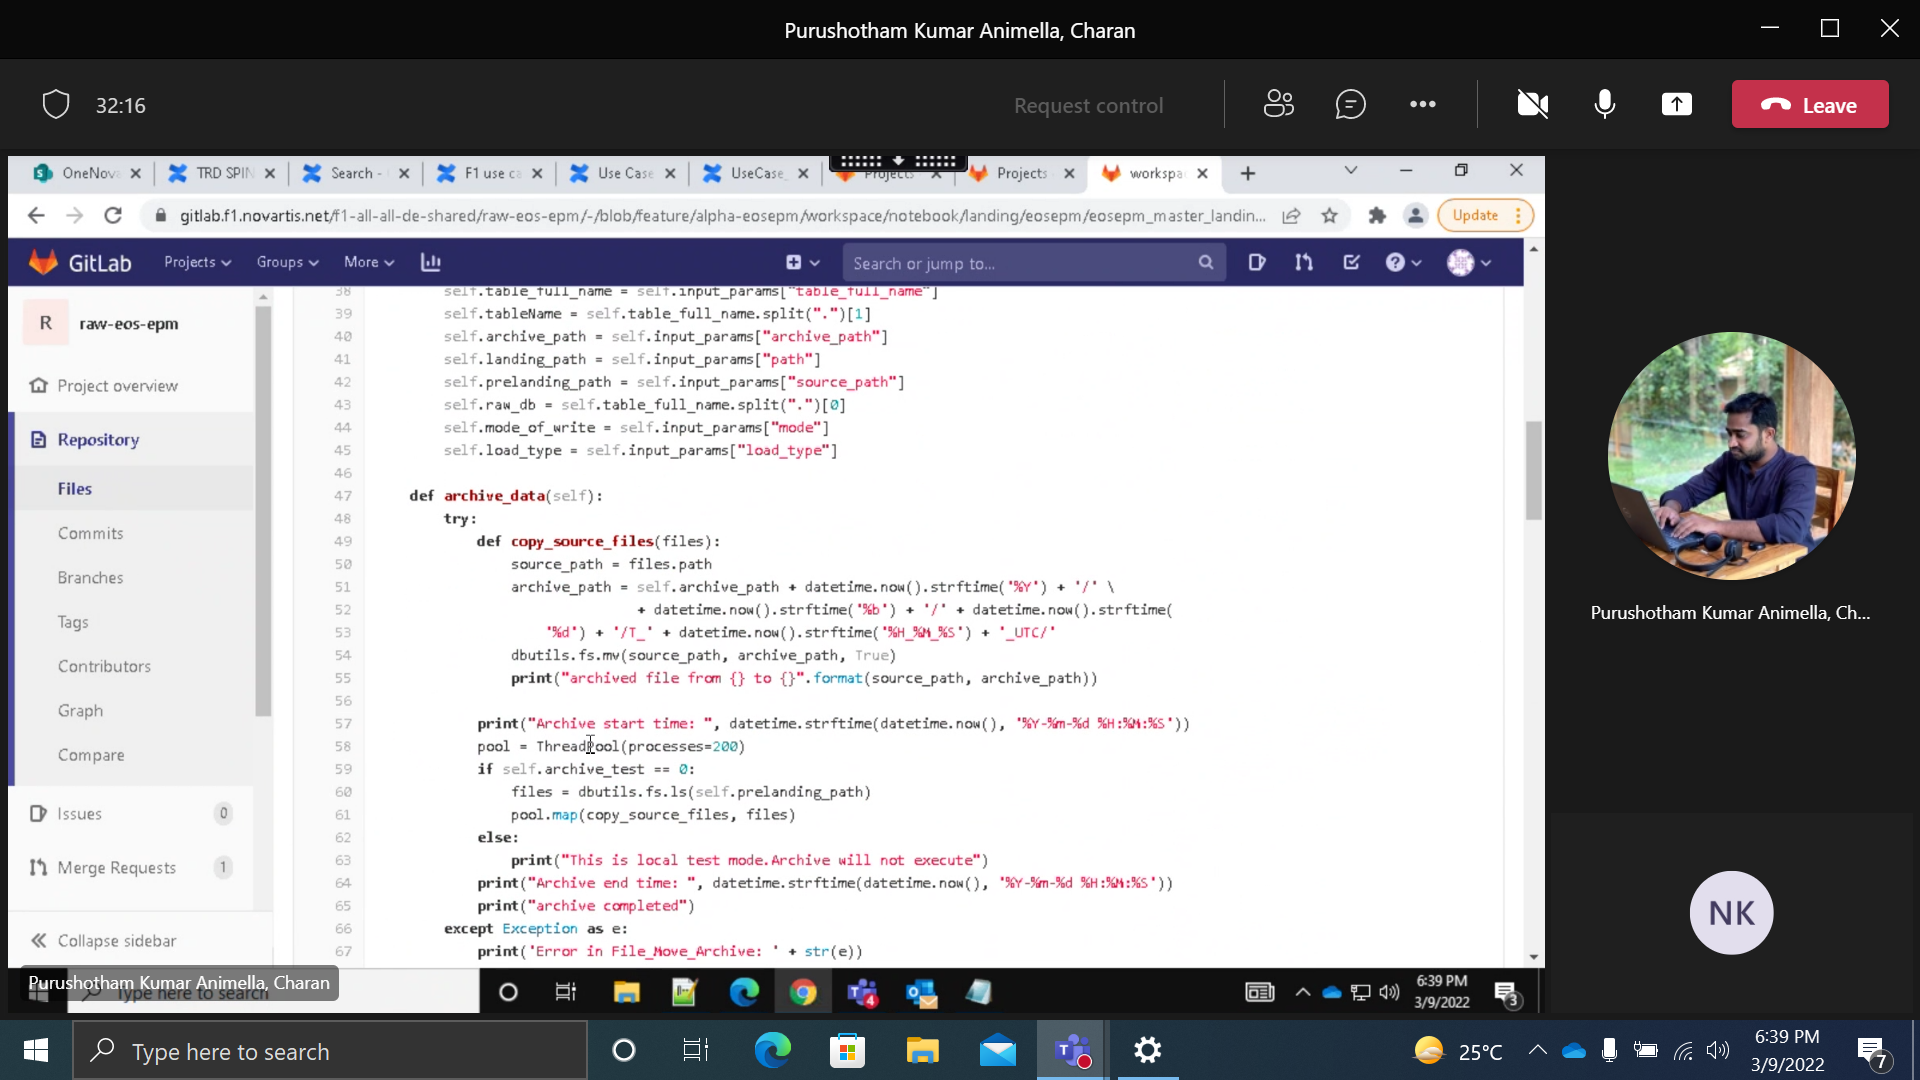 Purushotham Kumar Animella, Charan
32:16
Request control
Leave
OneNov
TRD SPIN
Search -
F1 use ca
Use Case
UseCase_
Projects
Projects
workspa
gitlab.f1.novartis.net/f1-all-all-de-shared/raw-eos-epm/-/blob/feature/alpha-eosepm/workspace/notebook/landing/eosepm/eosepm_master_landin...
Update
GitLab
Projects
Groups
More
Search or jump to...
R
raw-eos-epm
Project overview
Repository
Files
Commits
Branches
Tags
Contributors
Graph
Compare
Issues
0
Merge Requests
1
Collapse sidebar
38 self.table_full_name = self.input_params["table_full_name"]
39 self.tableName = self.table_full_name.split(".")[1]
40 self.archive_path = self.input_params["archive_path"]
41 self.landing_path = self.input_params["path"]
42 self.prelanding_path = self.input_params["source_path"]
43 self.raw_db = self.table_full_name.split(".")[0]
44 self.mode_of_write = self.input_params["mode"]
45 self.load_type = self.input_params["load_type"]
46
47 def archive_data(self):
48 try:
49 def copy_source_files(files):
50 source_path = files.path
51 archive_path = self.archive_path + datetime.now().strftime('%Y') + '/' \
52 + datetime.now().strftime('%b') + '/' + datetime.now().strftime(
53 '%d') + '/T_' + datetime.now().strftime('%H_%M_%S') + '_UTC/'
54 dbutils.fs.mv(source_path, archive_path, True)
55 print("archived file from {} to {}".format(source_path, archive_path))
56
57 print("Archive start time: ", datetime.strftime(datetime.now(), '%Y-%m-%d %H:%M:%S'))
58 pool = ThreadPool(processes=200)
59 if self.archive_test == 0:
60 files = dbutils.fs.ls(self.prelanding_path)
61 pool.map(copy_source_files, files)
62 else:
63 print("This is local test mode.Archive will not execute")
64 print("Archive end time: ", datetime.strftime(datetime.now(), '%Y-%m-%d %H:%M:%S'))
65 print("archive completed")
66 except Exception as e:
67 print('Error in File_Move_Archive: ' + str(e))
Purushotham Kumar Animella, Ch...
NK
Purushotham Kumar Animella, Charan
Type here to search
4
6:39 PM
3/9/2022
3
Type here to search
25°C
6:39 PM
3/9/2022
7